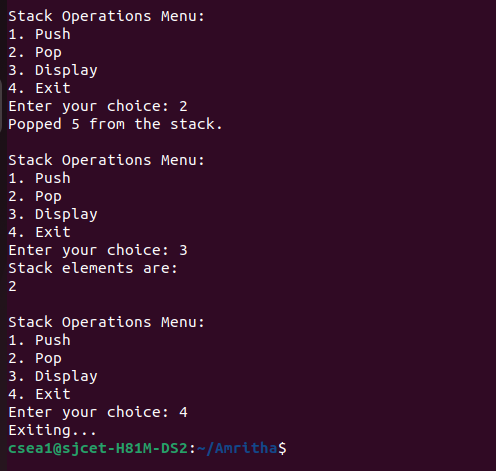 Stack Operations Menu:
1. Push
2. Pop
3. Display
4. Exit
Enter your choice: 2
Popped 5 from the stack.
Stack Operations Menu:
1. Push
2. Pop
3. Display
4. Exit
Enter your choice: 3
Stack elements are:
2
Stack Operations Menu:
1. Push
2. Pop
3. Display
4. Exit
Enter your choice: 4
Exiting...
csea1@sjcet-H81M-DS2:~/Amritha$